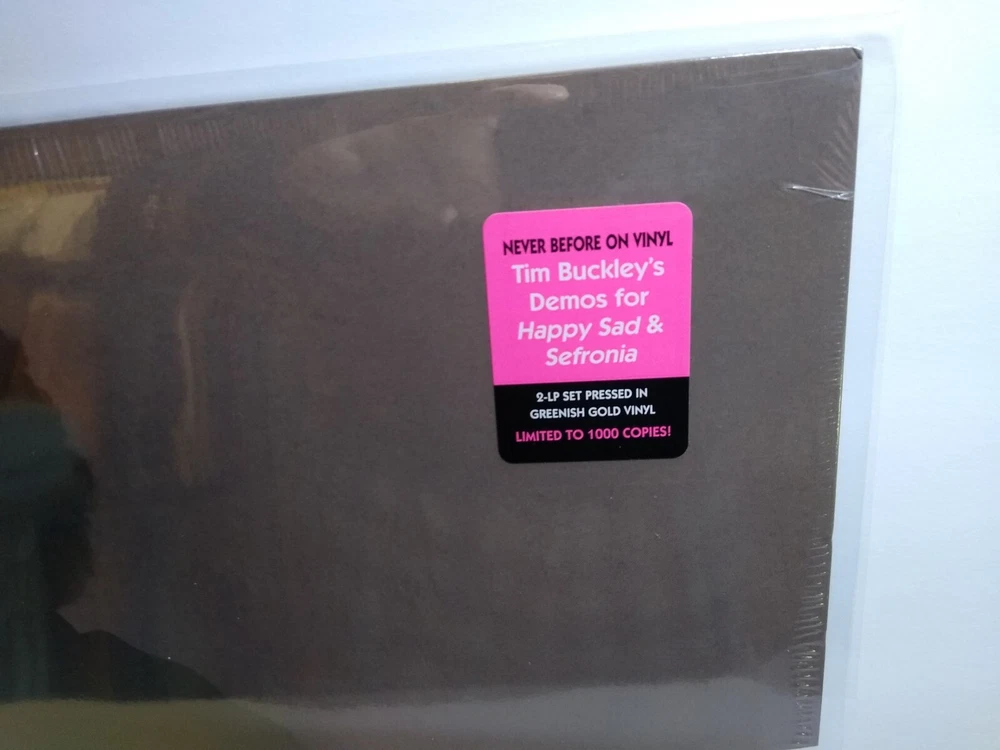 NEVER BEFORE ON VINYL
Tim Buckley's
Demos for
Happy Sad &
Sefronia
2-LP SET PRESSED IN
GREENISH GOLD VINYL
LIMITED TO 1000 COPIES!